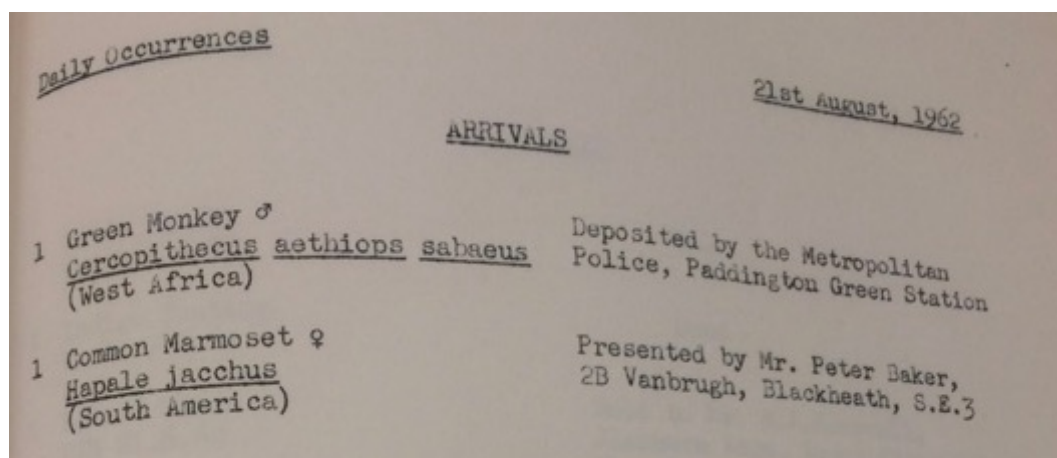 Daily Occurrences
21st August, 1962
ARRIVALS
1 Green Monkey ♂
Cercopithecus aethiops sabaeus
(West Africa)
Deposited by the Metropolitan
Police, Paddington Green Station
1 Common Marmoset ♀
Hapale jacchus
(South America)
Presented by Mr. Peter Baker,
2B Vanbrugh, Blackheath, S.E.3